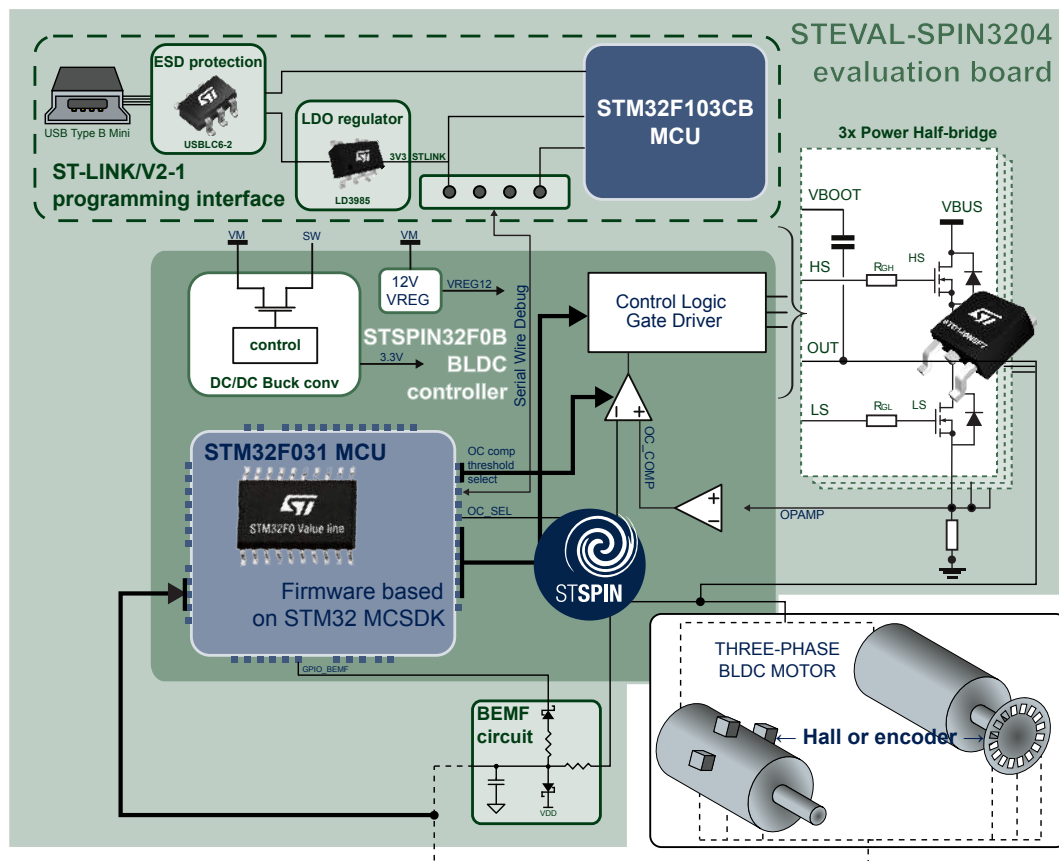 STEVAL-SPIN3204
evaluation board
ESD protection
USBLC6-2
USB Type B Mini
LDO regulator
LD3985
3V3_STLINK
STM32F103CB
MCU
ST-LINK/V2-1
programming interface
3x Power Half-bridge
VBOOT
VBUS
HS
RGH
HS
OUT
LS
RGL
LS
VM
SW
control
DC/DC Buck conv
3.3V
VM
12V
VREG
VREG12
STSPIN32F0B
BLDC
controller
Serial Wire Debug
Control Logic
Gate Driver
STM32F031 MCU
ST
STM32F0 Value line
Firmware based
on STM32 MCSDK
OC comp
threshold
select
OC_SEL
OC_COMP
OPAMP
STSPIN
GPIO_BEMF
BEMF
circuit
VDD
THREE-PHASE
BLDC MOTOR
← Hall or encoder →